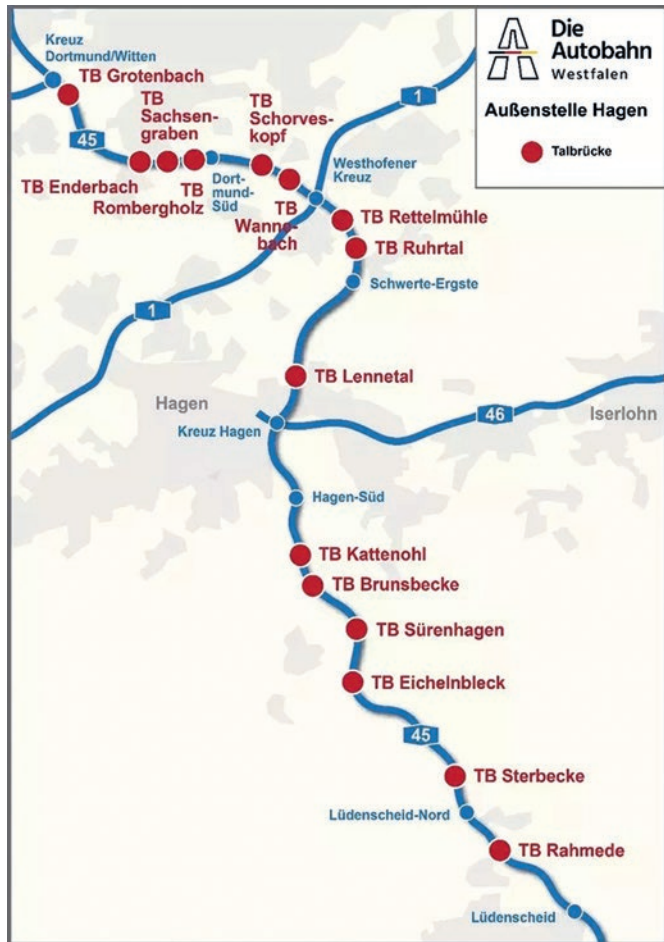 Die
Autobahn
Westfalen
Außenstelle Hagen
Talbrücke
Kreuz
Dortmund/Witten
TB Grotenbach
TB
Sachsen-
graben
TB
Schorves-
kopf
1
45
TB Enderbach
TB
Rombergholz
Dort-
mund-
Süd
Westhofener
Kreuz
TB
Wanne-
bach
TB Rettelmühle
TB Ruhrtal
Schwerte-Ergste
1
TB Lennetal
Hagen
46
Iserlohn
Kreuz Hagen
Hagen-Süd
TB Kattenohl
TB Brunsbecke
TB Sürenhagen
TB Eichelnbleck
45
TB Sterbecke
Lüdenscheid-Nord
TB Rahmede
Lüdenscheid